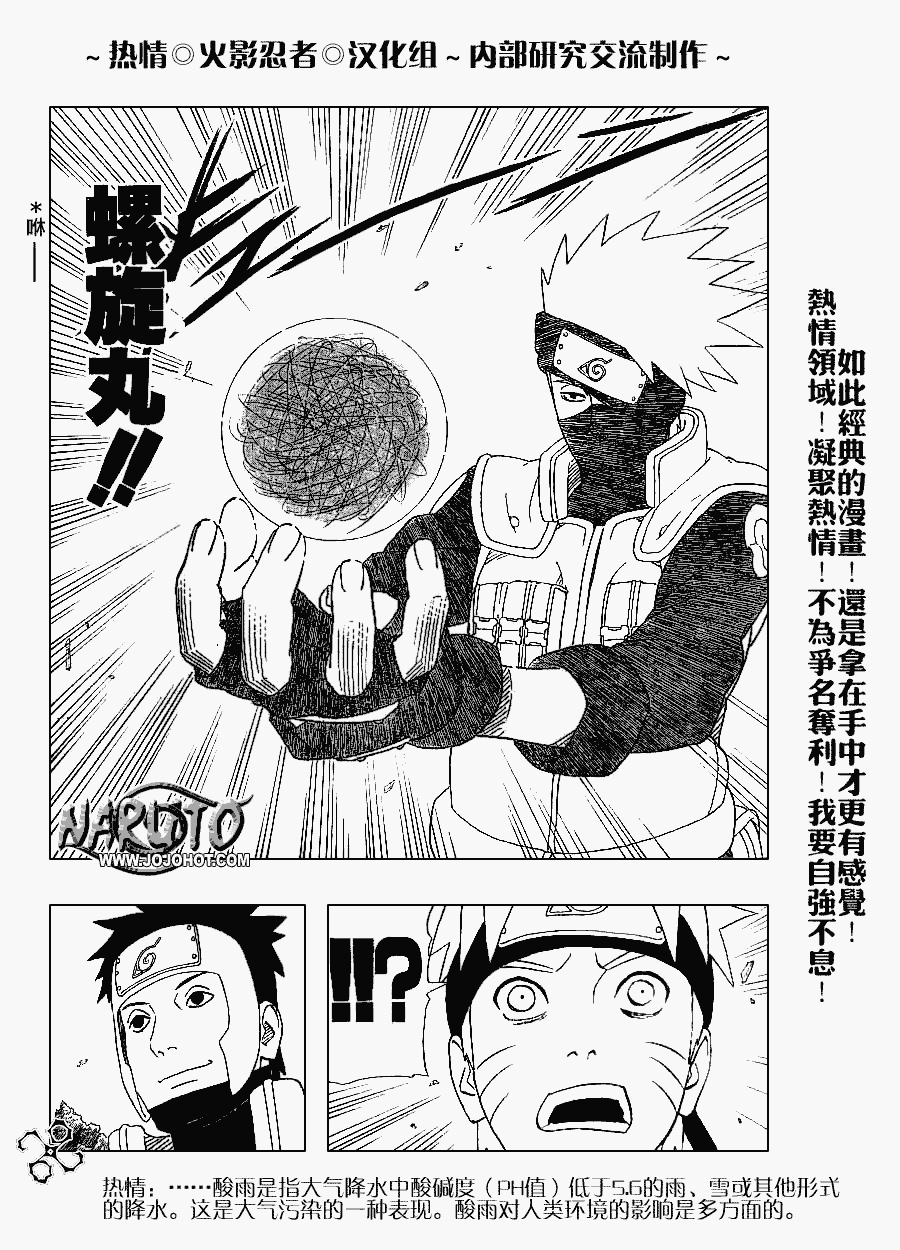 ~ 热情◎火影忍者◎汉化组 ~ 内部研究交流制作 ~
如此經典的漫畫！還是拿在手中才更有感覺！
熱情領域！凝聚熱情！不為爭名奪利！我要自強不息！
螺旋丸!!
!!?
NARUTO
WWW.JOJOHOT.COM
热情：……酸雨是指大气降水中酸碱度（PH值）低于5.6的雨、雪或其他形式
的降水。这是大气污染的一种表现。酸雨对人类环境的影响是多方面的。